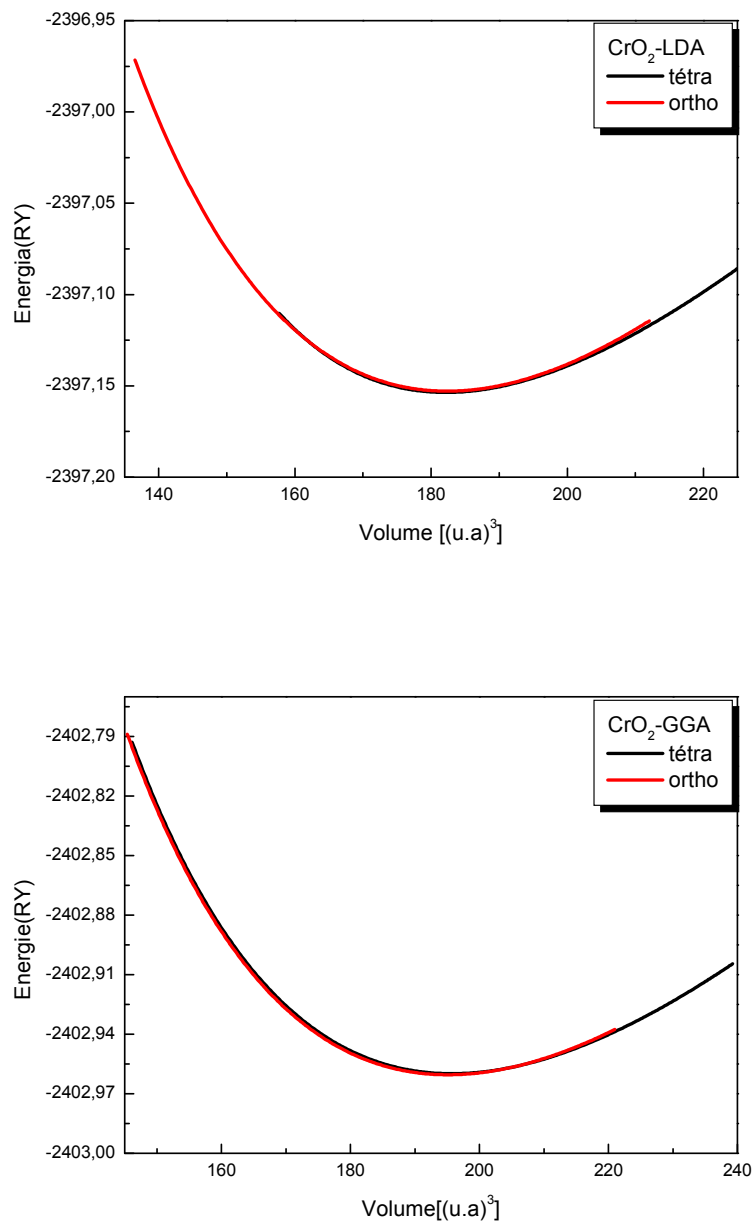 -2396,95
-2397,00
-2397,05
-2397,10
-2397,15
-2397,20
Energia(RY)
CrO₂-LDA
tétra
ortho
140 160 180 200 220
Volume [(u.a)³]
-2402,79
-2402,82
-2402,85
-2402,88
-2402,91
-2402,94
-2402,97
-2403,00
Energie(RY)
CrO₂-GGA
tétra
ortho
160 180 200 220 240
Volume[(u.a)³]